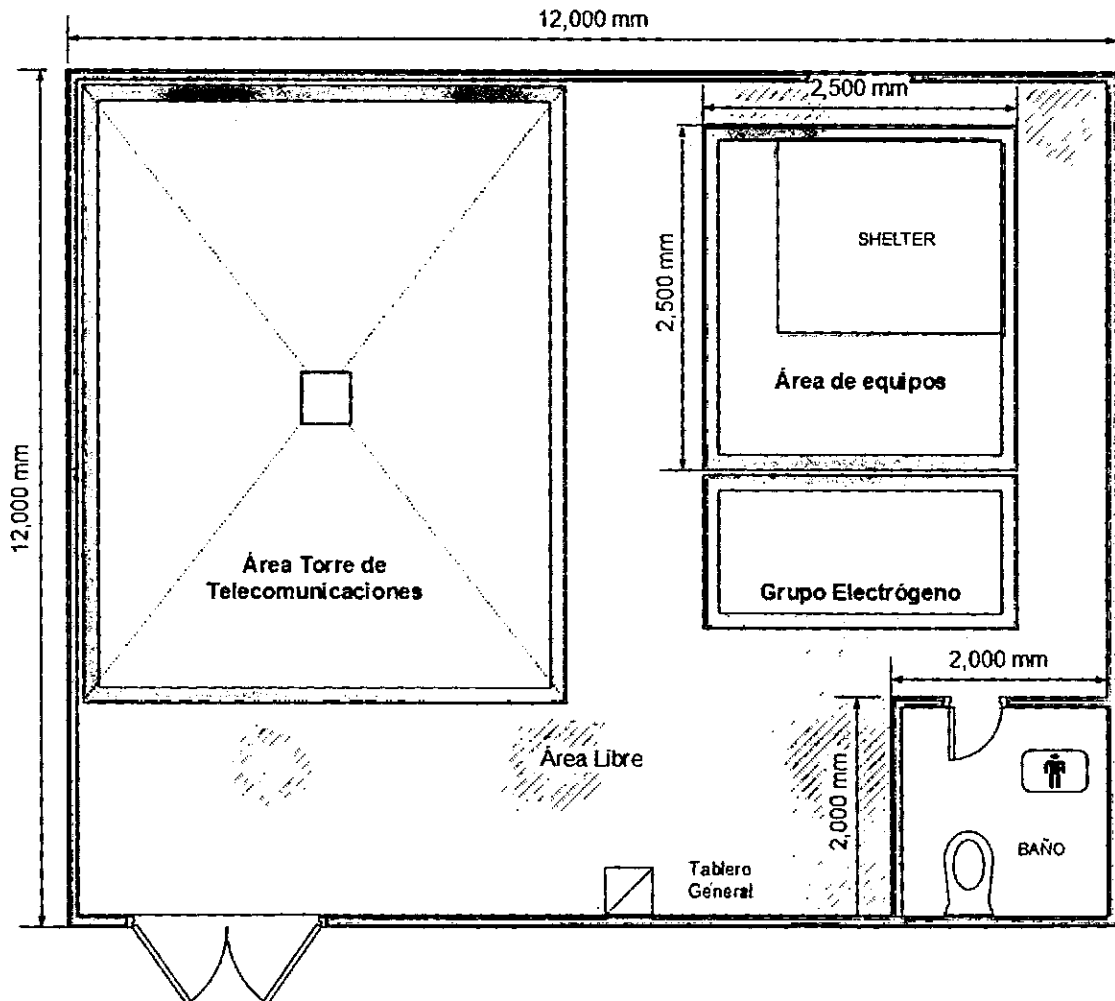 12,000 mm
2,500 mm
SHELTER
2,500 mm
Área de equipos
12,000 mm
Área Torre de
Telecomunicaciones
Grupo Electrógeno
2,000 mm
Área Libre
2,000 mm
BAÑO
Tablero
General